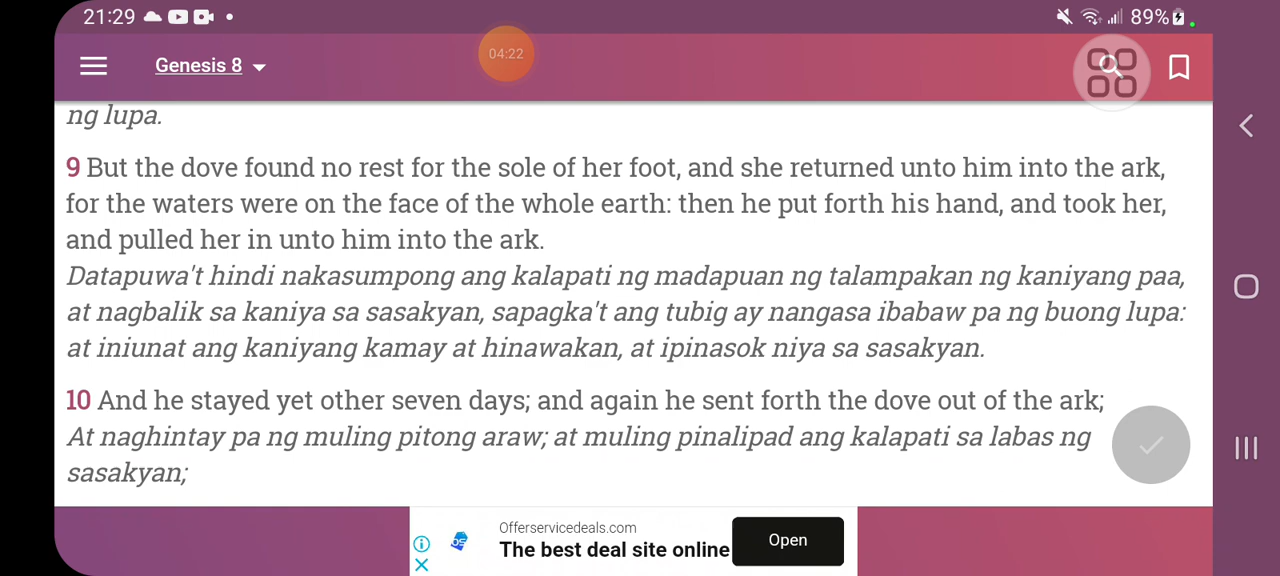 21:29
89%
Genesis 8
04:22
ng lupa.
9 But the dove found no rest for the sole of her foot, and she returned unto him into the ark,
for the waters were on the face of the whole earth: then he put forth his hand, and took her,
and pulled her in unto him into the ark.
Datapuwa't hindi nakasumpong ang kalapati ng madapuan ng talampakan ng kaniyang paa,
at nagbalik sa kaniya sa sasakyan, sapagka't ang tubig ay nangasa ibabaw pa ng buong lupa:
at iniunat ang kaniyang kamay at hinawakan, at ipinasok niya sa sasakyan.
10 And he stayed yet other seven days; and again he sent forth the dove out of the ark;
At naghintay pa ng muling pitong araw; at muling pinalipad ang kalapati sa labas ng
sasakyan;
Offerservicedeals.com
The best deal site online
Open